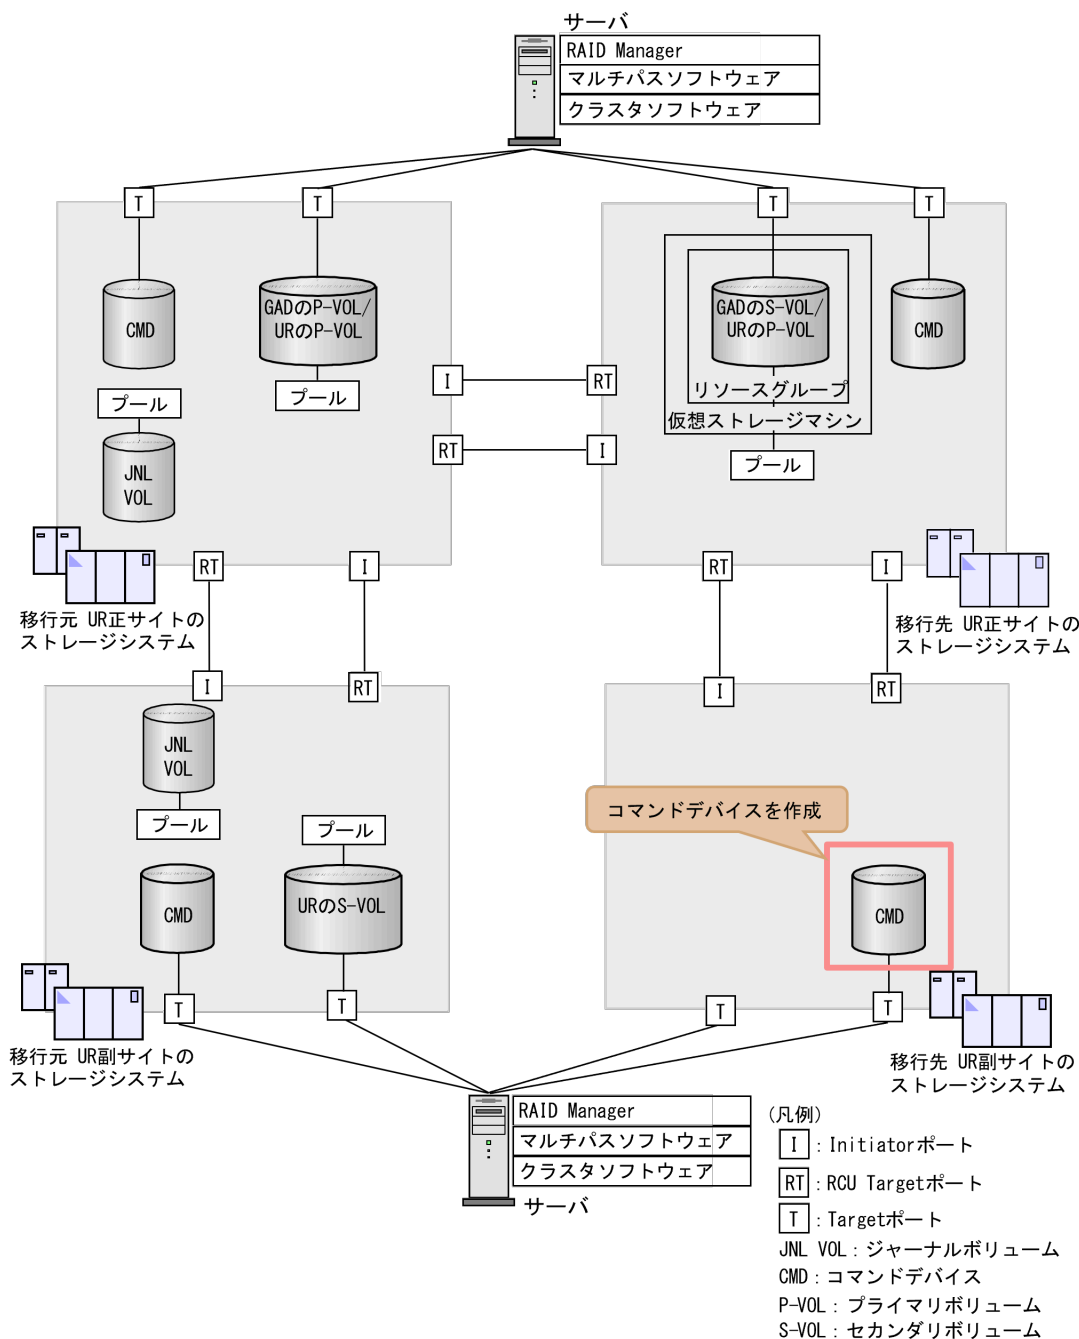 サーバ
RAID Manager
マルチパスソフトウェア
クラスタソフトウェア
T
T
T
T
CMD
GADのP-VOL/
URのP-VOL
プール
プール
JNL
VOL
GADのS-VOL/
URのP-VOL
リソースグループ
仮想ストレージマシン
プール
CMD
I
RT
RT
I
RT
I
RT
I
移行元 UR正サイトの
ストレージシステム
移行先 UR正サイトの
ストレージシステム
I
RT
I
RT
JNL
VOL
プール
プール
CMD
URのS-VOL
コマンドデバイスを作成
CMD
T
T
T
T
移行元 UR副サイトの
ストレージシステム
移行先 UR副サイトの
ストレージシステム
RAID Manager
マルチパスソフトウェア
クラスタソフトウェア
サーバ
(凡例)
I : Initiatorポート
RT : RCU Targetポート
T : Targetポート
JNL VOL : ジャーナルボリューム
CMD : コマンドデバイス
P-VOL : プライマリボリューム
S-VOL : セカンダリボリューム